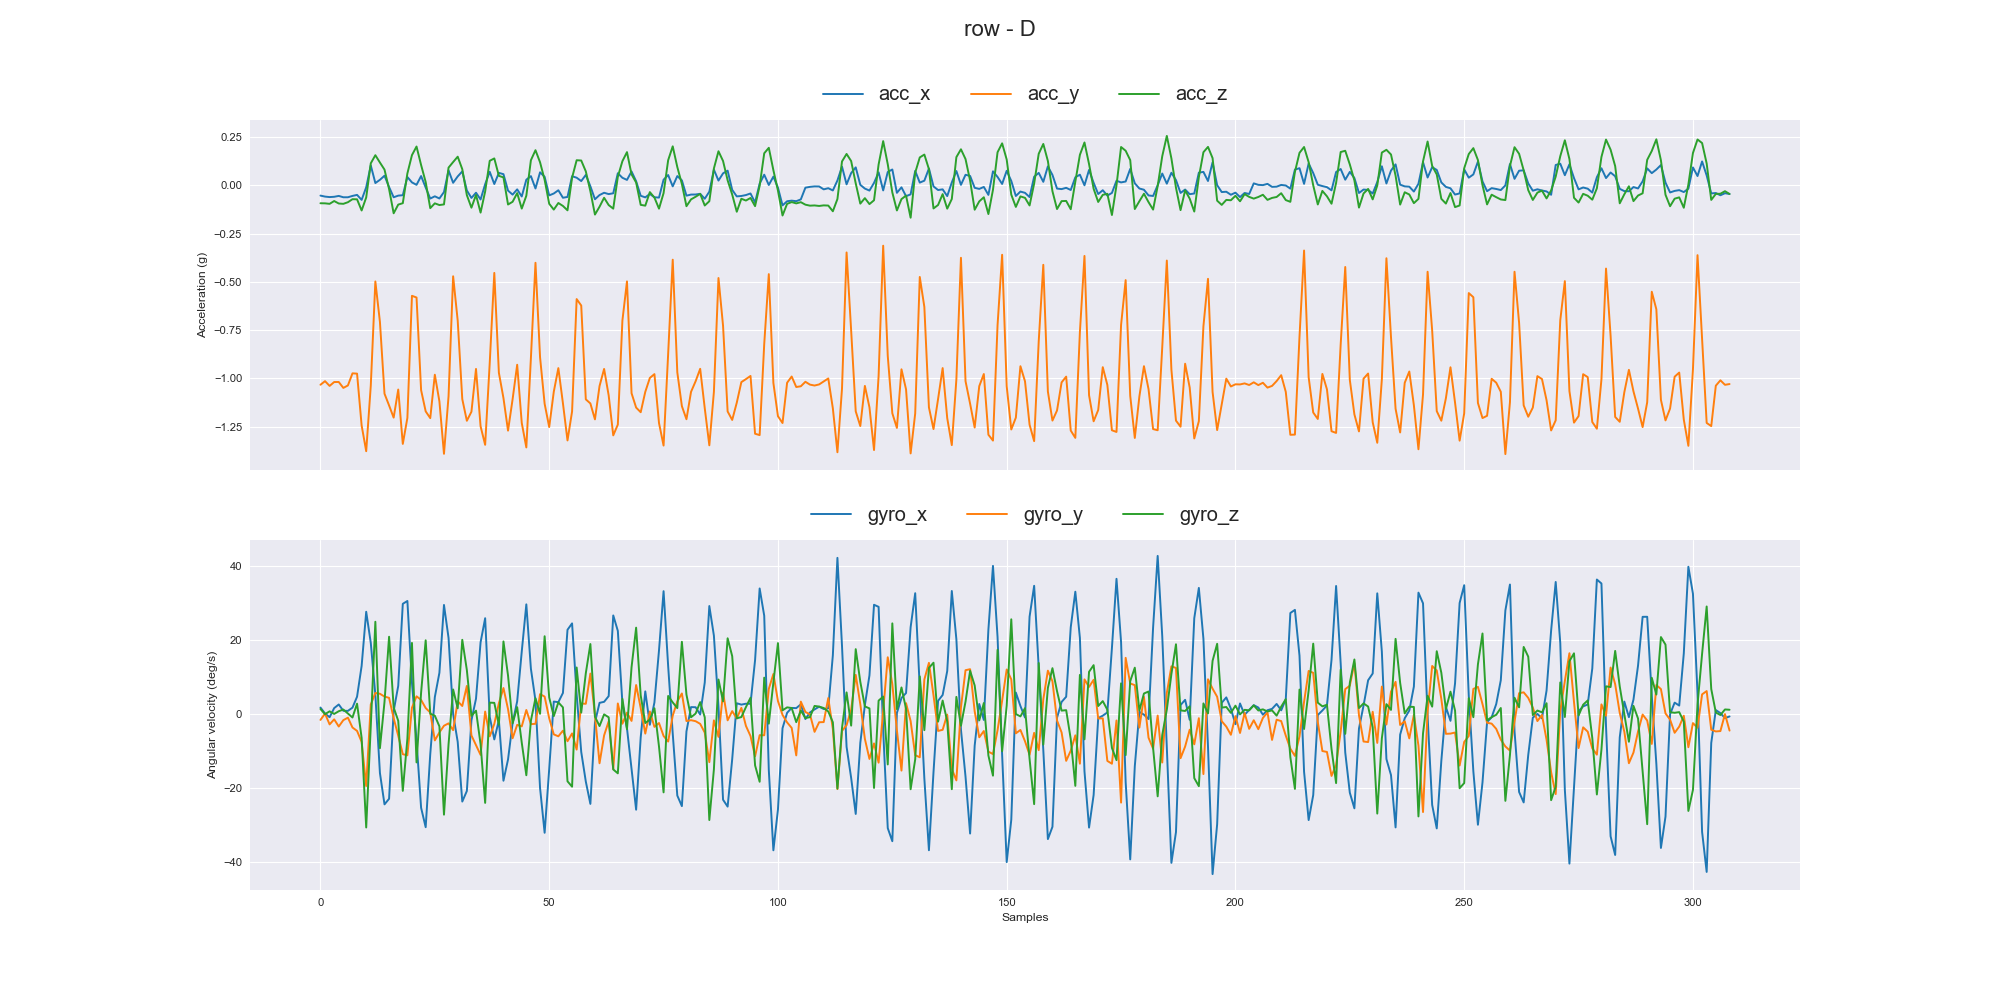 row - D
acc_x acc_y acc_z
0.25
0.00
−0.25
−0.50
−0.75
−1.00
−1.25
Acceleration (g)
gyro_x gyro_y gyro_z
40
20
0
−20
−40
Angular velocity (deg/s)
0 50 100 150 200 250 300
Samples